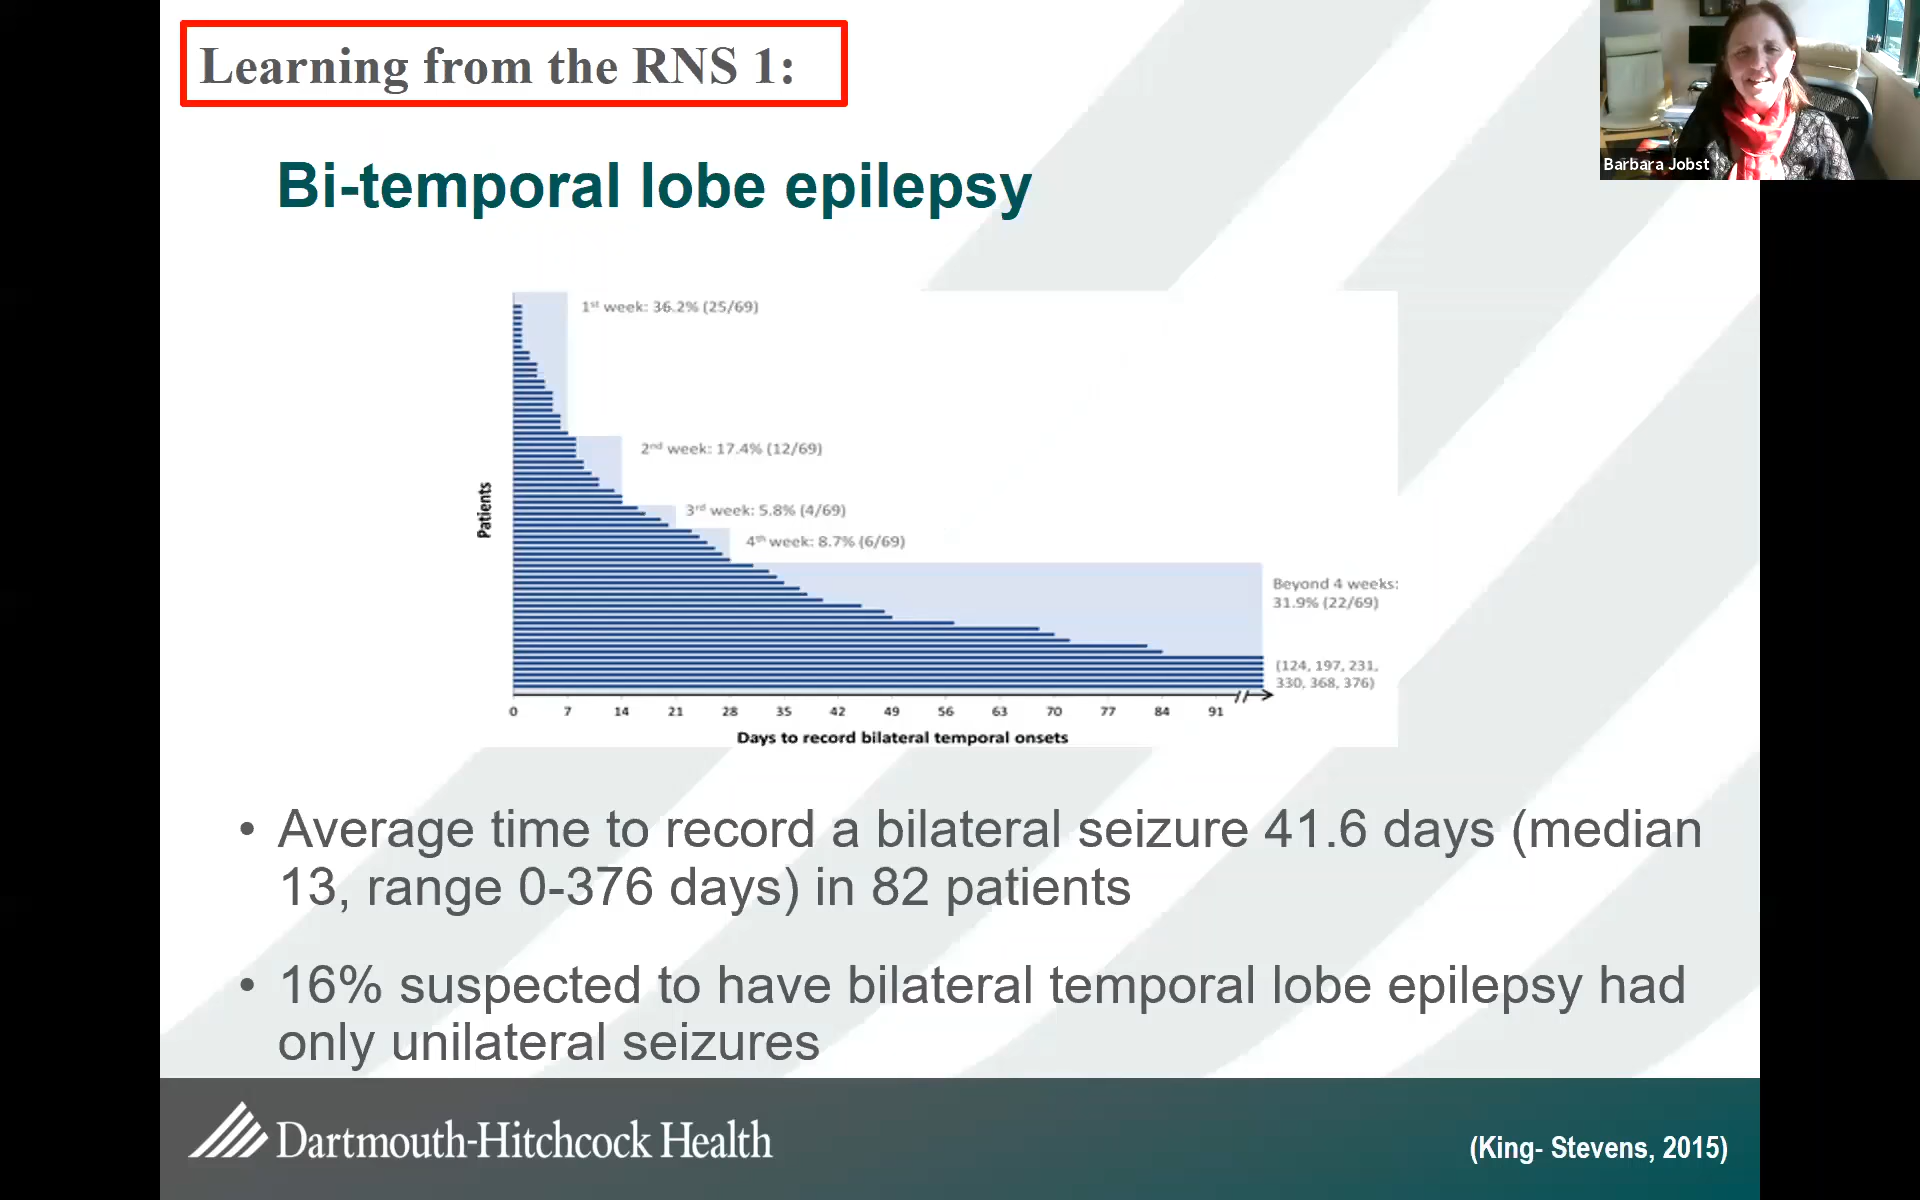 Learning from the RNS 1:
Barbara Jobst
Bi-temporal lobe epilepsy
1st week: 36.2% (25/69)
2nd week: 17.4% (12/69)
3rd week: 5.8% (4/69)
4th week: 8.7% (6/69)
Beyond 4 weeks:
31.9% (22/69)
(124, 197, 231,
330, 368, 376)
Patients
0 7 14 21 28 35 42 49 56 63 70 77 84 91
Days to record bilateral temporal onsets
• Average time to record a bilateral seizure 41.6 days (median
13, range 0-376 days) in 82 patients
• 16% suspected to have bilateral temporal lobe epilepsy had
only unilateral seizures
Dartmouth-Hitchcock Health
(King- Stevens, 2015)